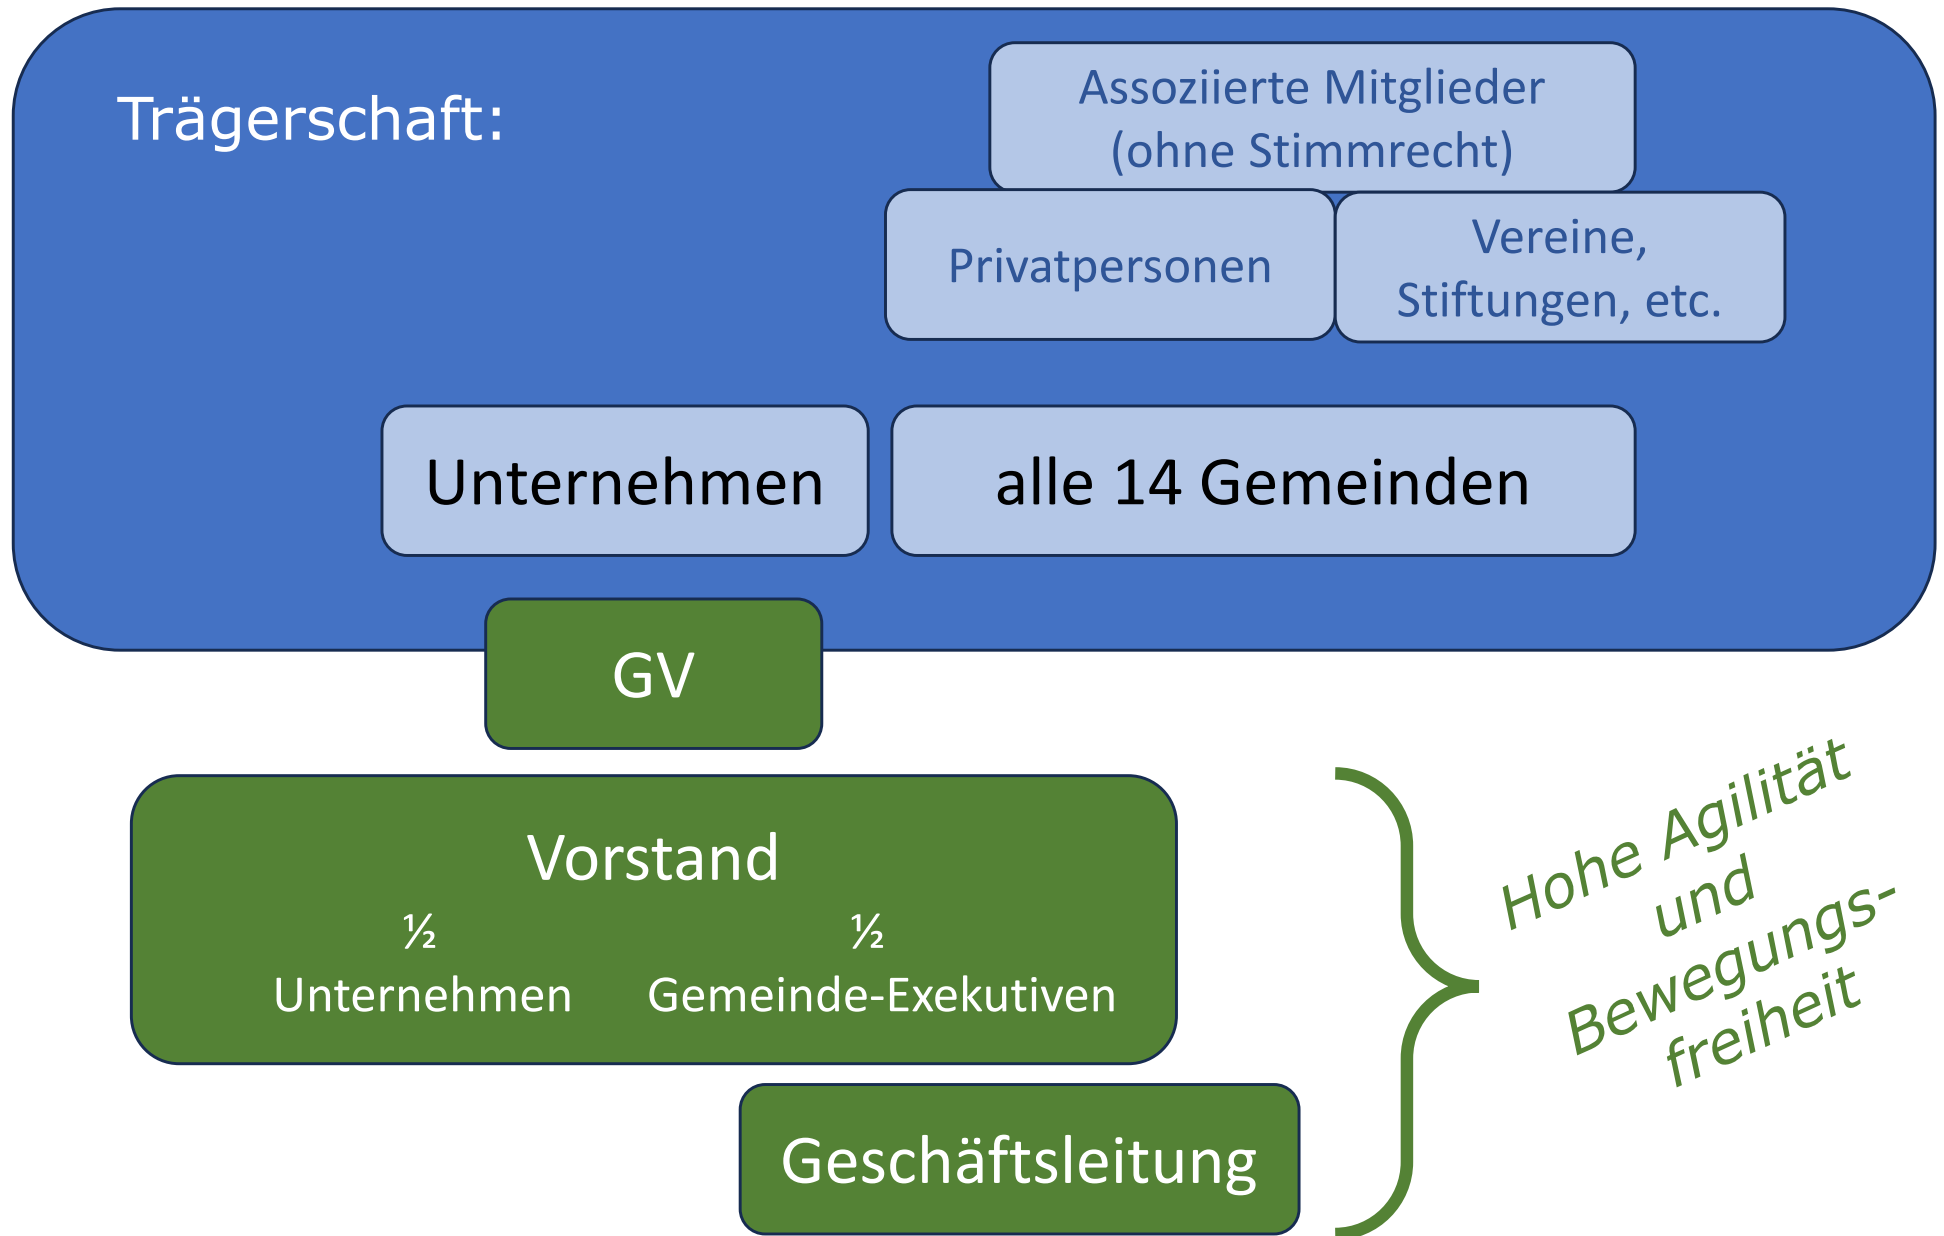 Trägerschaft:
Assoziierte Mitglieder
(ohne Stimmrecht)
Privatpersonen
Vereine,
Stiftungen, etc.
Unternehmen
alle 14 Gemeinden
GV
Vorstand
½
Unternehmen
½
Gemeinde-Exekutiven
Geschäftsleitung
Hohe Agilität
und
Bewegungs-
freiheit